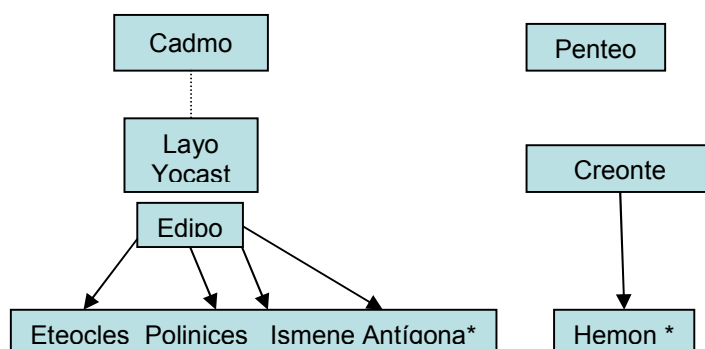 Cadmo
Penteo
Layo
Yocast
Creonte
Edipo
Eteocles Polinices Ismene Antígona*
Hemon *